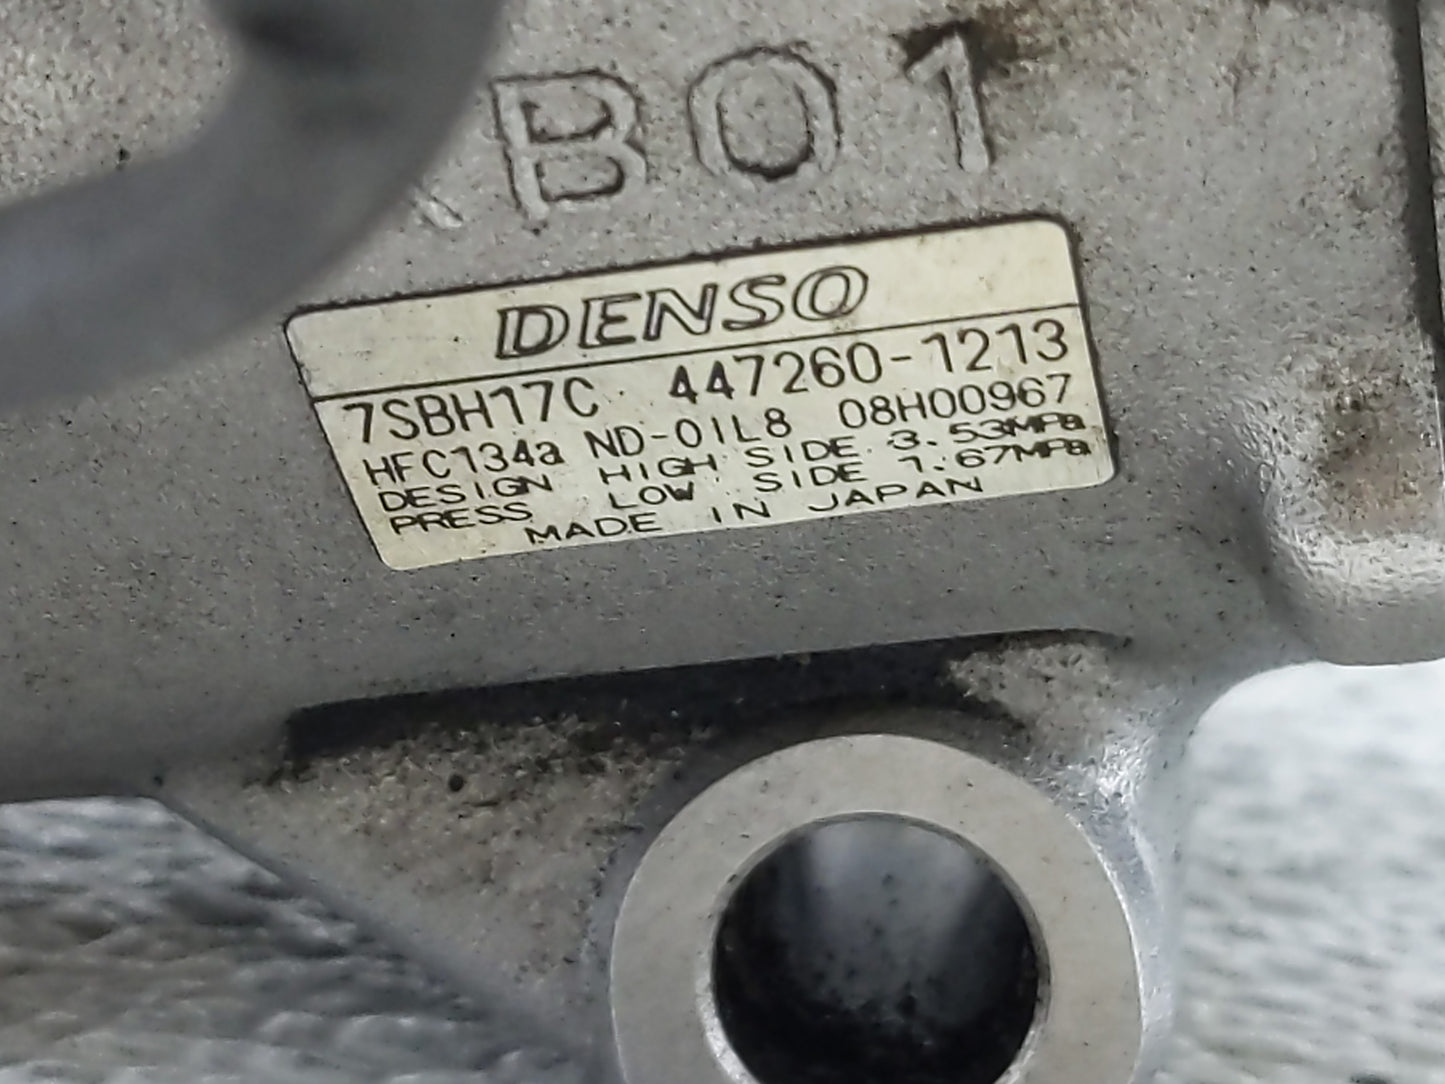 B01
DENSO
7SBH17C 447260-1213
HFC134a ND-OIL8 08H00967
DESIGN HIGH SIDE 3.53MPa
PRESS LOW SIDE 1.67MPa
MADE IN JAPAN